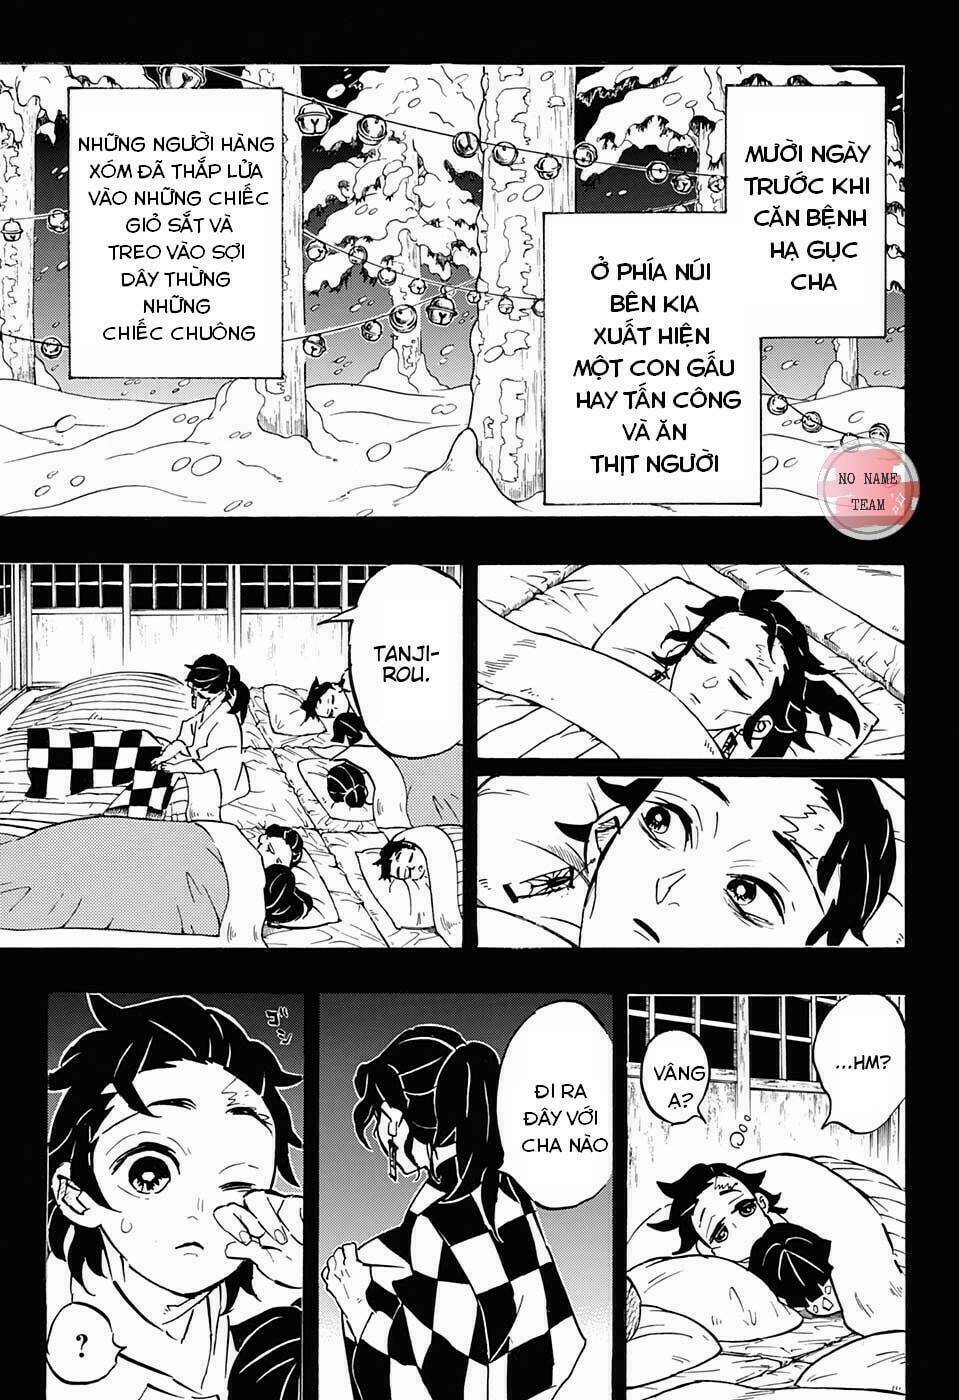 MƯỜI NGÀY
TRƯỚC KHI
CĂN BỆNH
HẠ GỤC
CHA
Ở PHÍA NÚI
BÊN KIA
XUẤT HIỆN
MỘT CON GẤU
HAY TẤN CÔNG
VÀ ĂN
THỊT NGƯỜI
NHỮNG NGƯỜI HÀNG
XÓM ĐÃ THẮP LỬA
VÀO NHỮNG CHIẾC
GIỎ SẮT VÀ
TREO VÀO SỢI
DÂY THỪNG
NHỮNG
CHIẾC CHUÔNG
NO NAME
TEAM
TANJI-
ROU.
...HM?
VÂNG
Ạ?
ĐI RA
ĐÂY VỚI
CHA NÀO
ゴシ
?